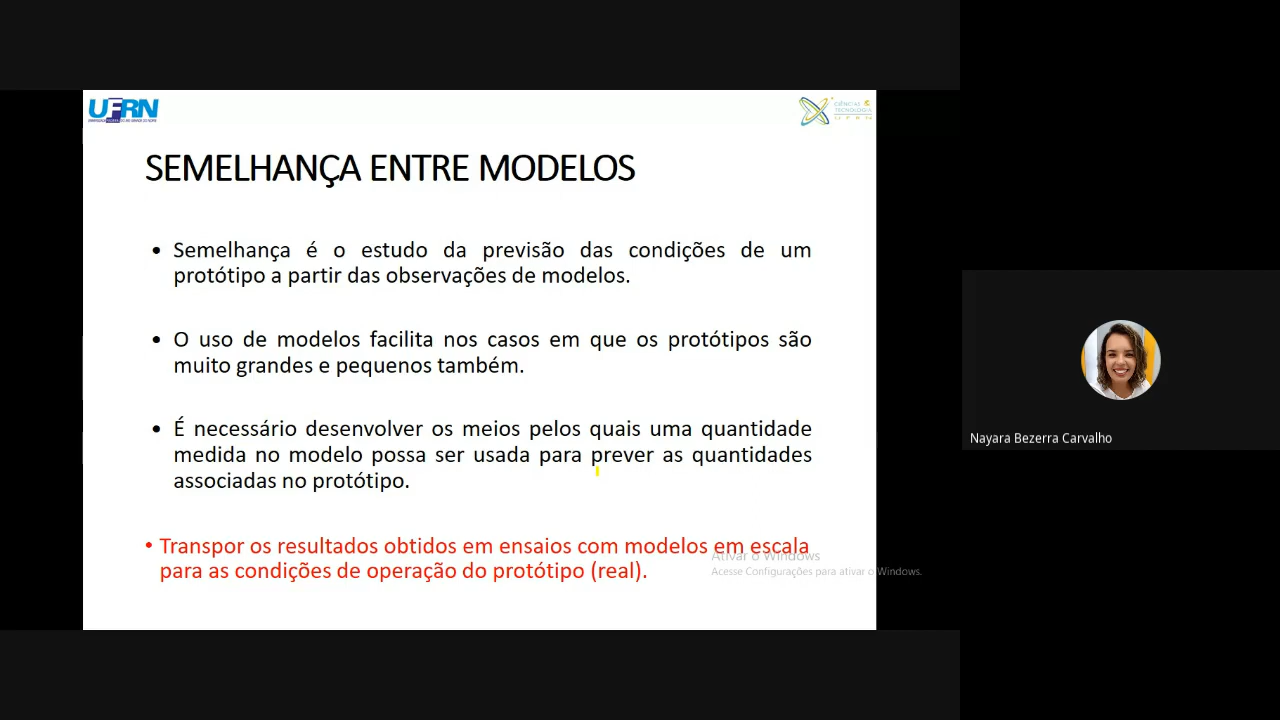 UFRN
CIÊNCIAS &
TECNOLOGIA
UFRN
SEMELHANÇA ENTRE MODELOS
• Semelhança é o estudo da previsão das condições de um
protótipo a partir das observações de modelos.
• O uso de modelos facilita nos casos em que os protótipos são
muito grandes e pequenos também.
• É necessário desenvolver os meios pelos quais uma quantidade
medida no modelo possa ser usada para prever as quantidades
associadas no protótipo.
• Transpor os resultados obtidos em ensaios com modelos em escala
para as condições de operação do protótipo (real).
Ativar o Windows
Acesse Configurações para ativar o Windows.
Nayara Bezerra Carvalho